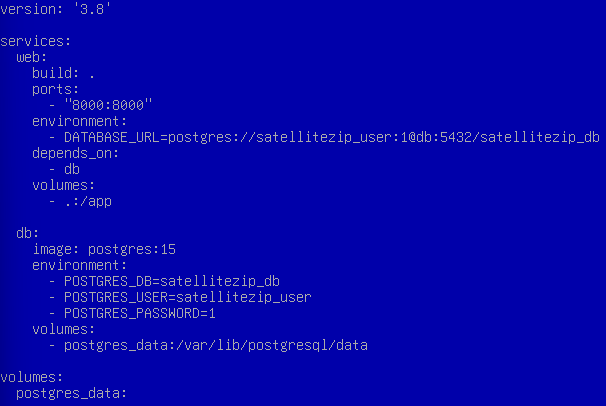 version: '3.8'

services:
  web:
    build: .
    ports:
      - "8000:8000"
    environment:
      - DATABASE_URL=postgres://satellitezip_user:1@db:5432/satellitezip_db
    depends_on:
      - db
    volumes:
      - .:/app

  db:
    image: postgres:15
    environment:
      - POSTGRES_DB=satellitezip_db
      - POSTGRES_USER=satellitezip_user
      - POSTGRES_PASSWORD=1
    volumes:
      - postgres_data:/var/lib/postgresql/data

volumes:
  postgres_data: